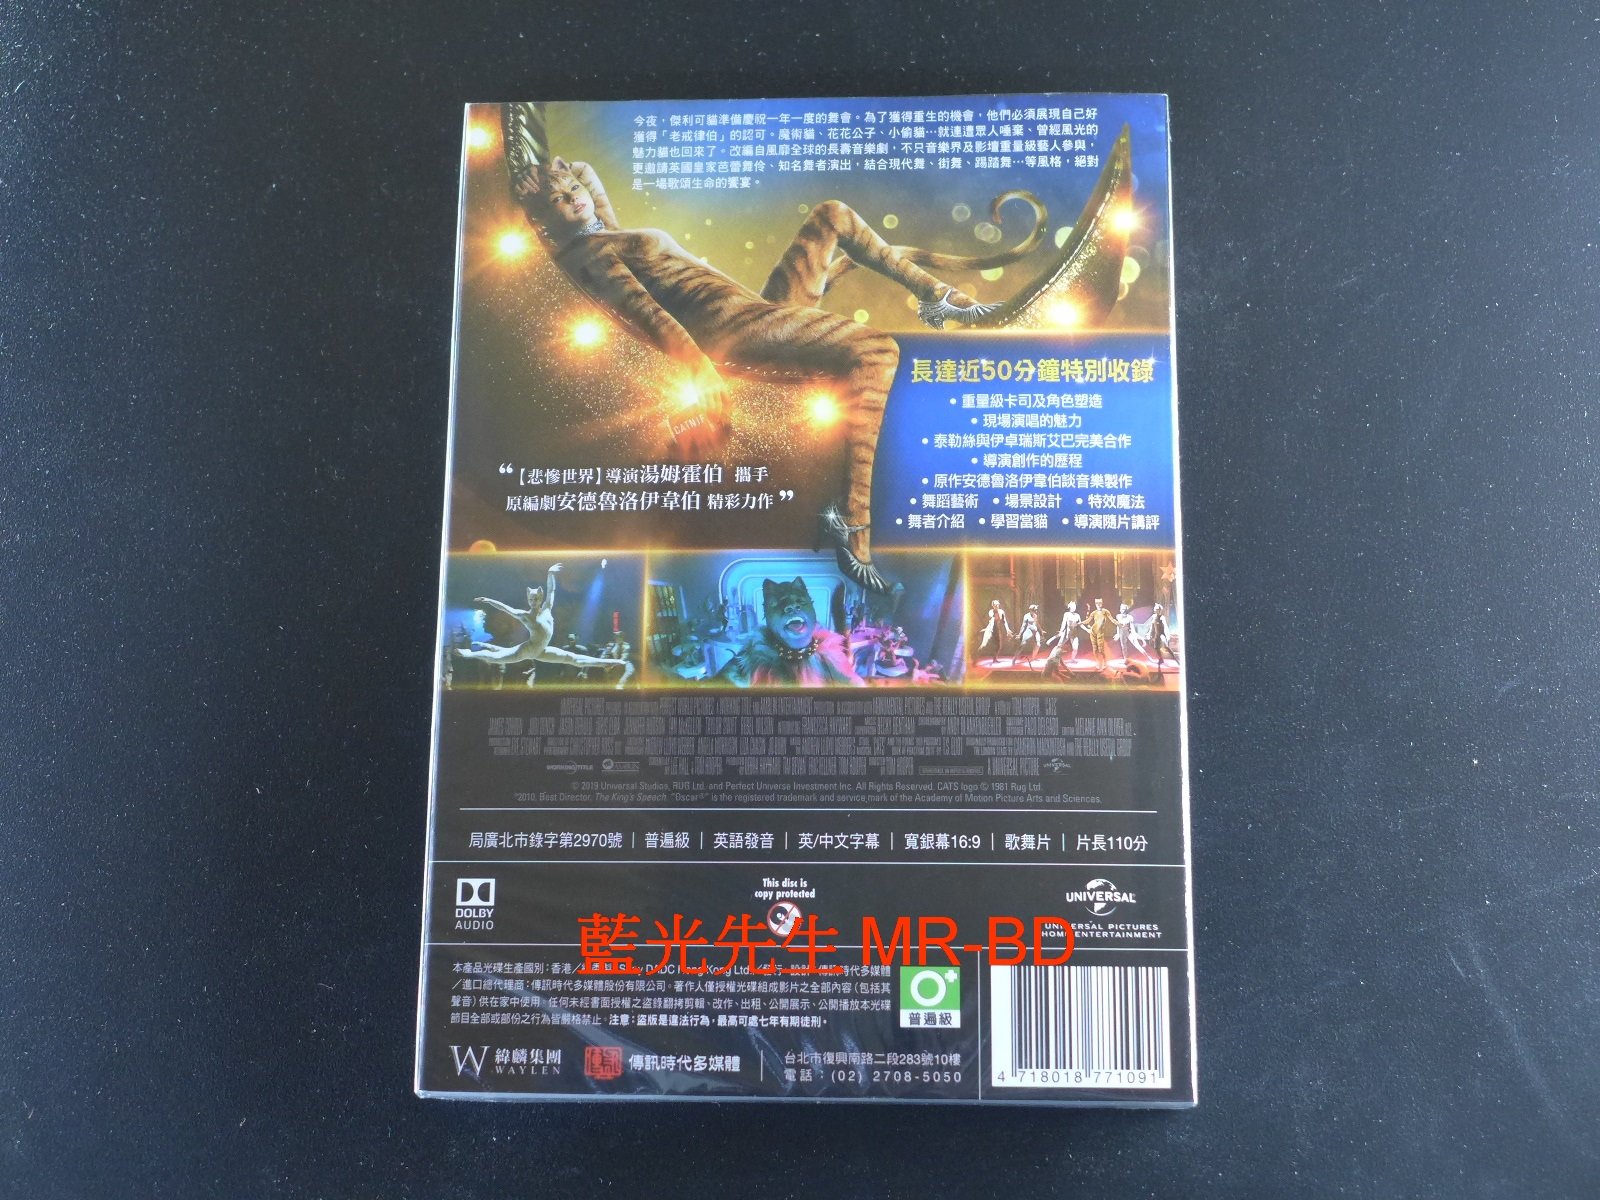 今夜，傑利可貓準備慶祝一年一度的舞會。為了獲得重生的機會，他們必須展現自己好
獲得「老戒律伯」的認可。魔術貓、花花公子、小偷貓…就連遭眾人唾棄、曾經風光的
魅力貓也回來了。改編自風靡全球的長壽音樂劇，不只音樂界及影壇重量級藝人參與，
更邀請英國皇家芭蕾舞伶、知名舞者演出，結合現代舞、街舞、踢踏舞…等風格，絕對
是一場歌頌生命的饗宴。
CATNIP
長達近50分鐘特別收錄
• 重量級卡司及角色塑造
• 現場演唱的魅力
• 泰勒絲與伊卓瑞斯艾巴完美合作
• 導演創作的歷程
• 原作安德魯洛伊韋伯談音樂製作
• 舞蹈藝術 • 場景設計 • 特效魔法
• 舞者介紹 • 學習當貓 • 導演隨片講評
“【悲慘世界】導演湯姆霍伯 攜手
原編劇安德魯洛伊韋伯 精彩力作”
WORKING TITLE
A UNIVERSAL PICTURE
© 2019 Universal Studios, RUG Ltd. and Perfect Universe Investment Inc. All Rights Reserved. CATS logo © 1981 Rug Ltd.
*2010, Best Director, The King's Speech. "Oscar®" is the registered trademark and service mark of the Academy of Motion Picture Arts and Sciences.
局廣北市錄字第2970號 | 普遍級 | 英語發音 | 英/中文字幕 | 寬銀幕16:9 | 歌舞片 | 片長110分
DOLBY
AUDIO
This disc is
copy protected
UNIVERSAL
UNIVERSAL PICTURES
HOME ENTERTAINMENT
藍光先生 MR-BD
本產品光碟生產國別：香港／ DADC Hong Kong Ltd.／發行、設計：傳訊時代多媒體
／進口總代理商：傳訊時代多媒體股份有限公司。著作人僅授權光碟組成影片之全部內容（包括其
聲音）供在家中使用。任何未經書面授權之盜錄翻拷剪輯、改作、出租、公開展示、公開播放本光碟
節目全部或部份之行為皆嚴格禁止。注意：盜版是違法行為，最高可處七年有期徒刑。
普遍級
W 緯麟集團
WAYLEN
傳訊時代多媒體
台北市復興南路二段283號10樓
電話：(02) 2708-5050
4 718018 771091